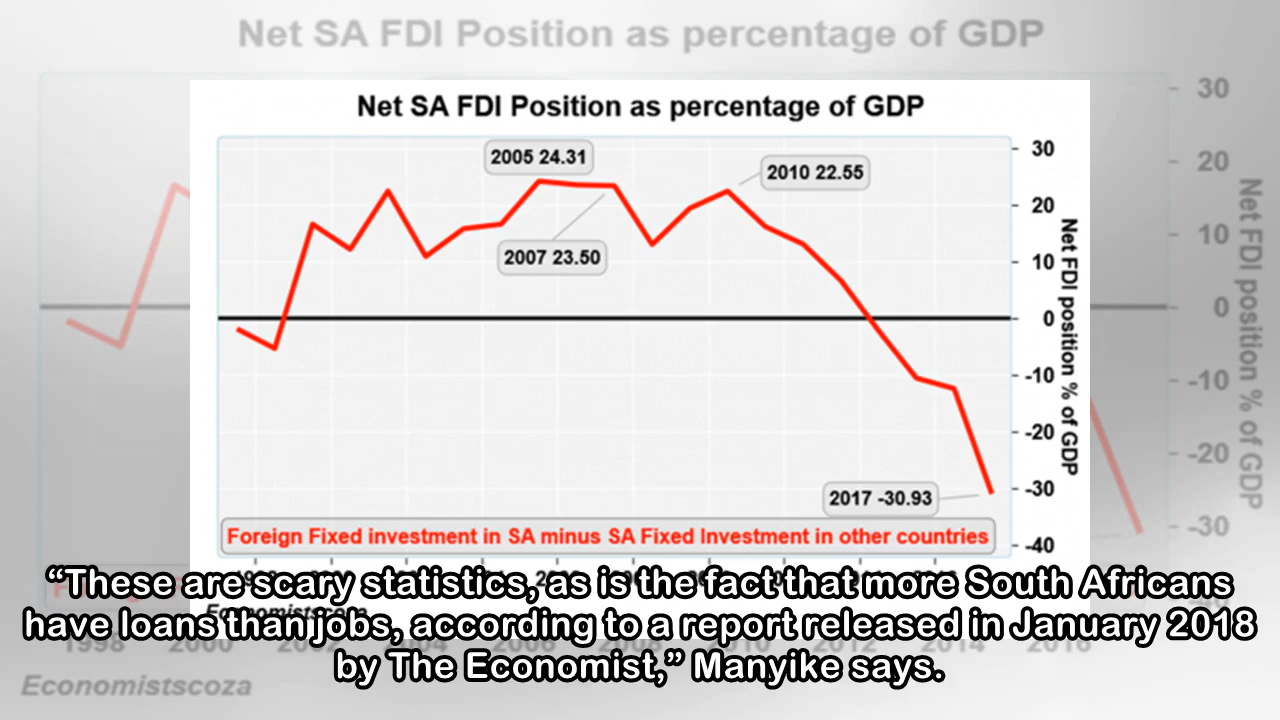 Net SA FDI Position as percentage of GDP
Net SA FDI Position as percentage of GDP
2005 24.31
2010 22.55
2007 23.50
2017 -30.93
30
20
10
0
-10
-20
-30
-40
Net FDI position % of GDP
30
20
10
0
-10
-20
-30
Net FDI position % of GDP
Foreign Fixed investment in SA minus SA Fixed Investment in other countries
“These are scary statistics, as is the fact that more South Africans
have loans than jobs, according to a report released in January 2018
by The Economist,” Manyike says.
Economistscoza
1998 2000 2002 2012 2014 2016
Economistscoza